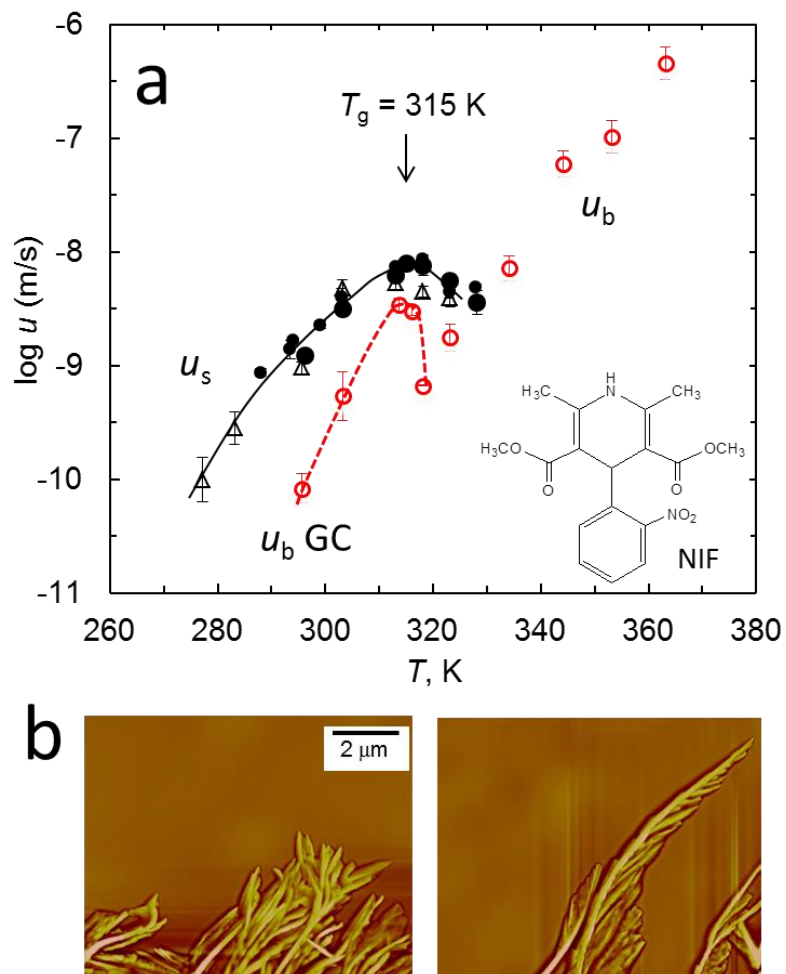 a
T_g = 315 K
u_b
u_s
u_b GC
log u (m/s)
-6
-7
-8
-9
-10
-11
260 280 300 320 340 360 380
T, K
H
CH₃ N CH₃
H₃CO OCH₃
O O
NO₂
NIF
b
2 μm